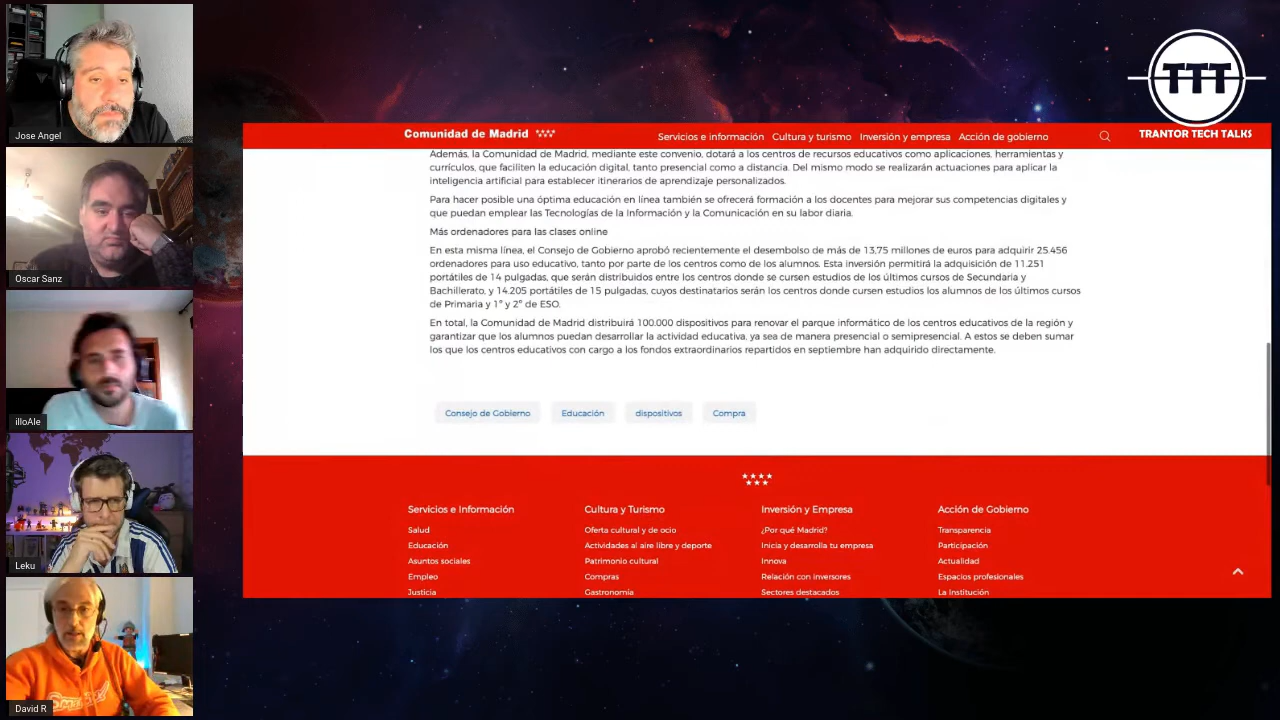 Jose Angel
Oscar Sanz
illoAle
Leku
David R
TTT
TRANTOR TECH TALKS
Comunidad de Madrid
Servicios e información Cultura y turismo Inversión y empresa Acción de gobierno
Además, la Comunidad de Madrid, mediante este convenio, dotará a los centros de recursos educativos como aplicaciones, herramientas y
currículos, que faciliten la educación digital, tanto presencial como a distancia. Del mismo modo se realizarán actuaciones para aplicar la
inteligencia artificial para establecer itinerarios de aprendizaje personalizados.
Para hacer posible una óptima educación en línea también se ofrecerá formación a los docentes para mejorar sus competencias digitales y
que puedan emplear las Tecnologías de la Información y la Comunicación en su labor diaria.
Más ordenadores para las clases online
En esta misma línea, el Consejo de Gobierno aprobó recientemente el desembolso de más de 13,75 millones de euros para adquirir 25.456
ordenadores para uso educativo, tanto por parte de los centros como de los alumnos. Esta inversión permitirá la adquisición de 11.251
portátiles de 14 pulgadas, que serán distribuidos entre los centros donde se cursen estudios de los últimos cursos de Secundaria y
Bachillerato, y 14.205 portátiles de 15 pulgadas, cuyos destinatarios serán los centros donde cursen estudios los alumnos de los últimos cursos
de Primaria y 1º y 2º de ESO.
En total, la Comunidad de Madrid distribuirá 100.000 dispositivos para renovar el parque informático de los centros educativos de la región y
garantizar que los alumnos puedan desarrollar la actividad educativa, ya sea de manera presencial o semipresencial. A estos se deben sumar
los que los centros educativos con cargo a los fondos extraordinarios repartidos en septiembre han adquirido directamente.
Consejo de Gobierno Educación dispositivos Compra
Servicios e Información
Salud
Educación
Asuntos sociales
Empleo
Justicia
Cultura y Turismo
Oferta cultural y de ocio
Actividades al aire libre y deporte
Patrimonio cultural
Compras
Gastronomía
Inversión y Empresa
¿Por qué Madrid?
Inicia y desarrolla tu empresa
Innova
Relación con inversores
Sectores destacados
Acción de Gobierno
Transparencia
Participación
Actualidad
Espacios profesionales
La Institución